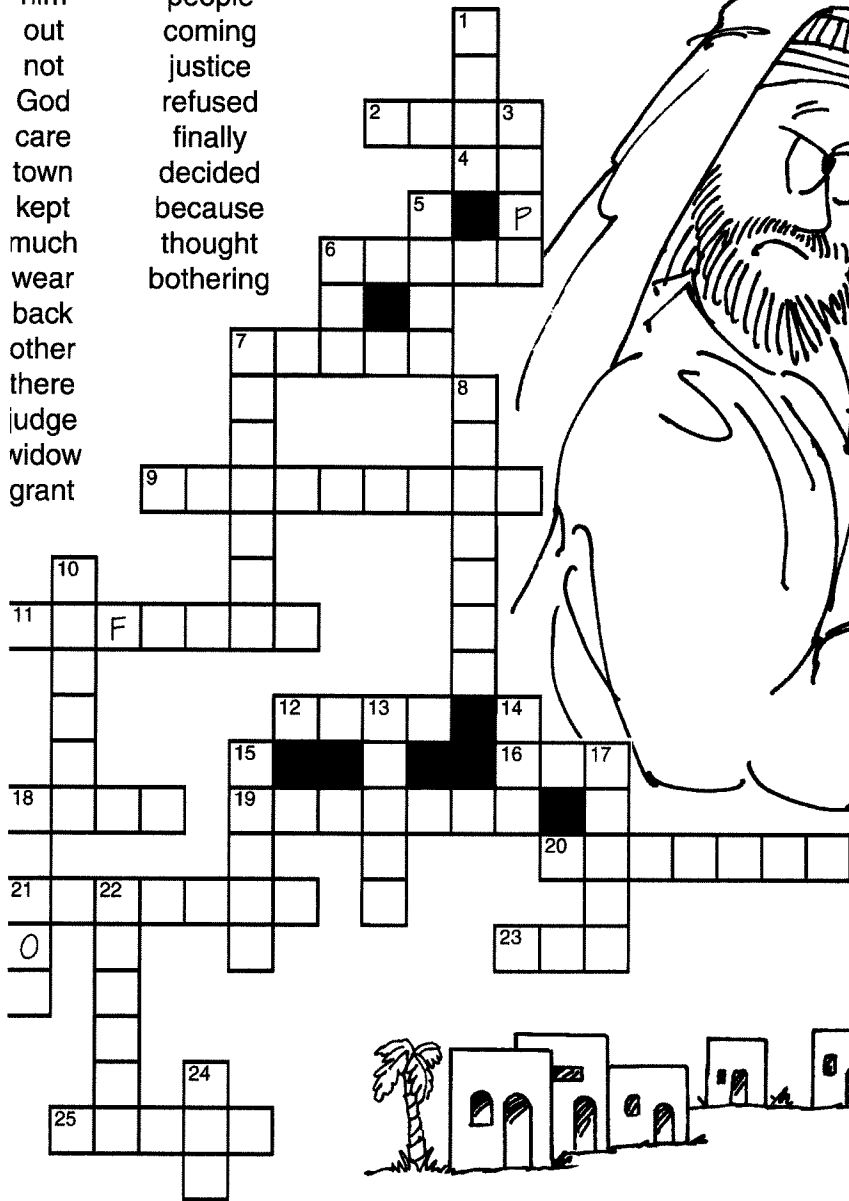 him
out
not
God
care
town
kept
much
wear
back
other
there
judge
widow
grant
people
coming
justice
refused
finally
decided
because
thought
bothering
1
2 3
4
5 P
6
7
8
9
10
11 F
12 13 14
15 16 17
18 19
20
21 22
O 23
24
25